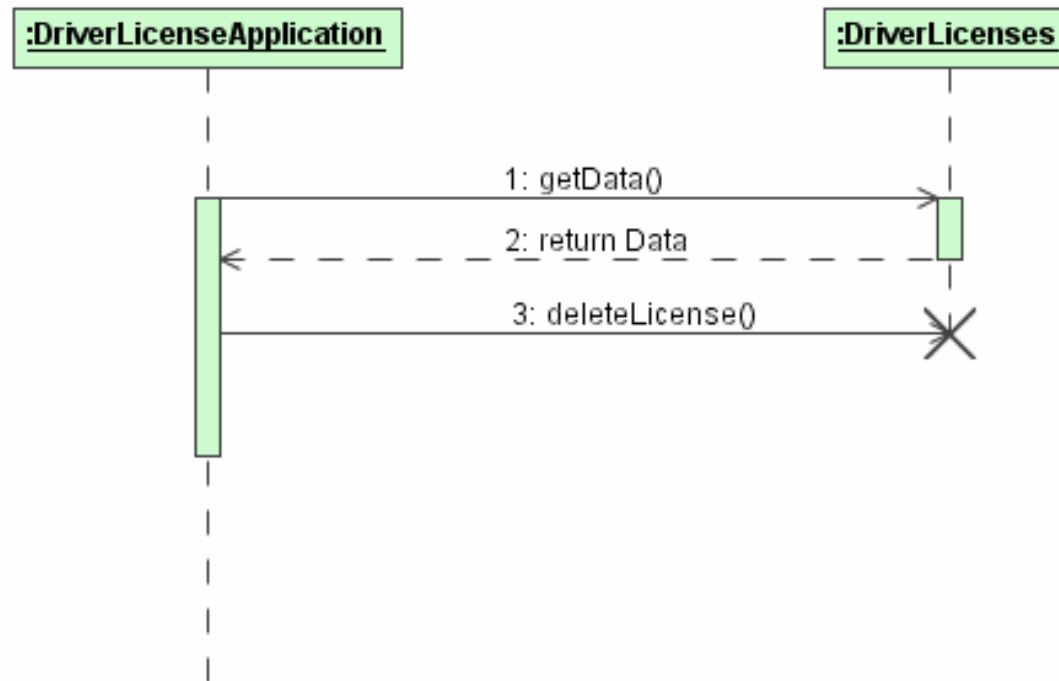 :DriverLicenseApplication
:DriverLicenses
1: getData()
2: return Data
3: deleteLicense()